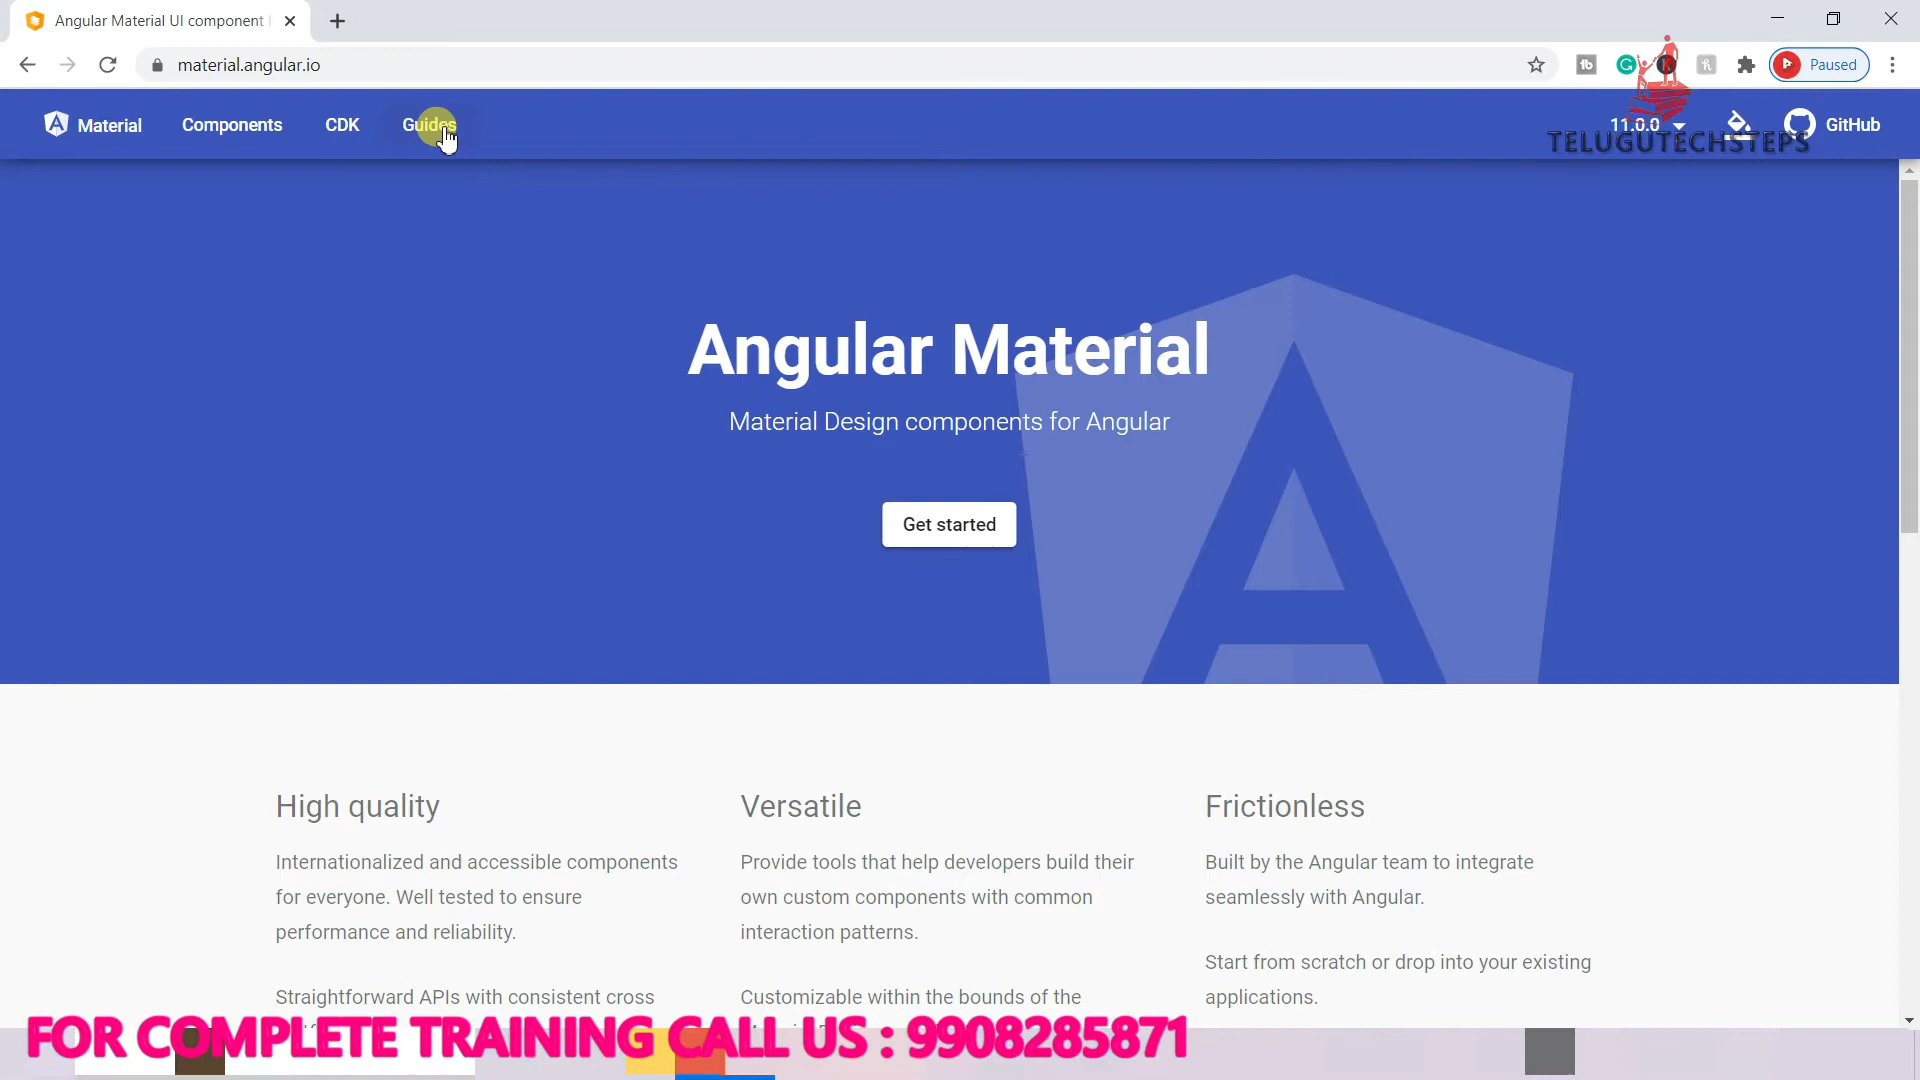 Angular Material UI component
material.angular.io
Paused
Material Components CDK Guides
11.0.0
GitHub
TELUGUTECHSTEPS
Angular Material
Material Design components for Angular
Get started
High quality
Internationalized and accessible components
for everyone. Well tested to ensure
performance and reliability.
Straightforward APIs with consistent cross
Versatile
Provide tools that help developers build their
own custom components with common
interaction patterns.
Customizable within the bounds of the
Frictionless
Built by the Angular team to integrate
seamlessly with Angular.
Start from scratch or drop into your existing
applications.
FOR COMPLETE TRAINING CALL US : 9908285871